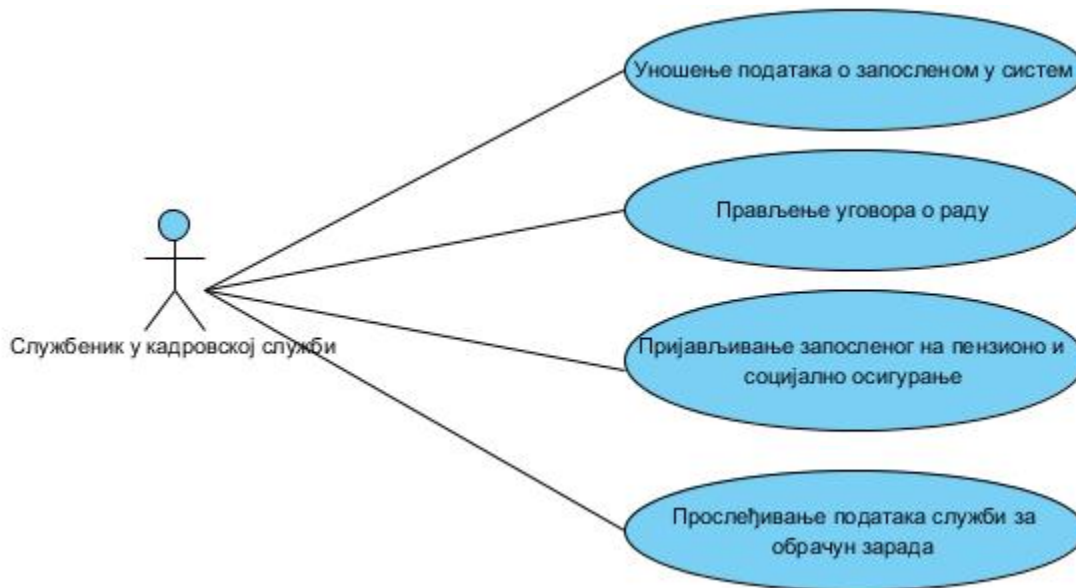 Уношење података о запосленом у систем
Прављење уговора о раду
Службеник у кадровској служби
Пријављивање запосленог на пензионо и
социјално осигурање
Прослеђивање података служби за
обрачун зарада